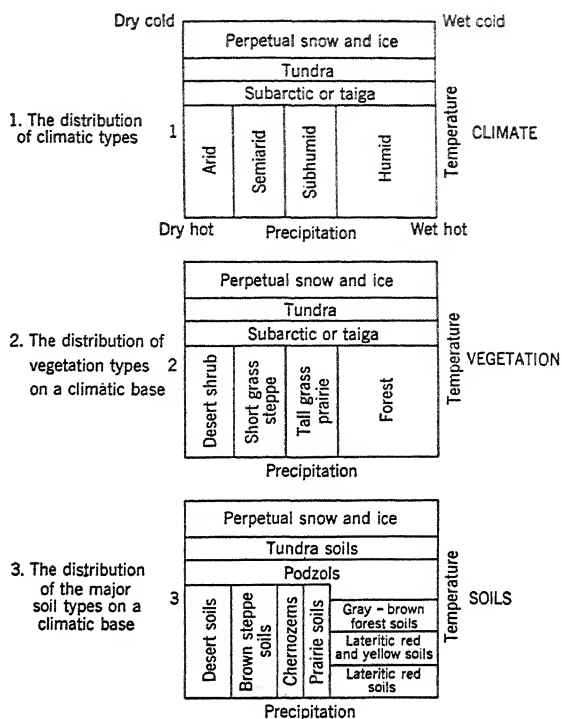 Dry cold
Wet cold
Perpetual snow and ice
Tundra
Subarctic or taiga
1. The distribution
of climatic types
1
Arid
Semiarid
Subhumid
Humid
Temperature
CLIMATE
Dry hot
Precipitation
Wet hot
Perpetual snow and ice
Tundra
Subarctic or taiga
2. The distribution of
vegetation types
on a climatic base
2
Desert shrub
Short grass
steppe
Tall grass
prairie
Forest
Temperature
VEGETATION
Precipitation
Perpetual snow and ice
Tundra soils
Podzols
3. The distribution
of the major
soil types on a
climatic base
3
Desert soils
Brown steppe
soils
Chernozems
Prairie soils
Gray - brown
forest soils
Lateritic red
and yellow soils
Lateritic red
soils
Temperature
SOILS
Precipitation